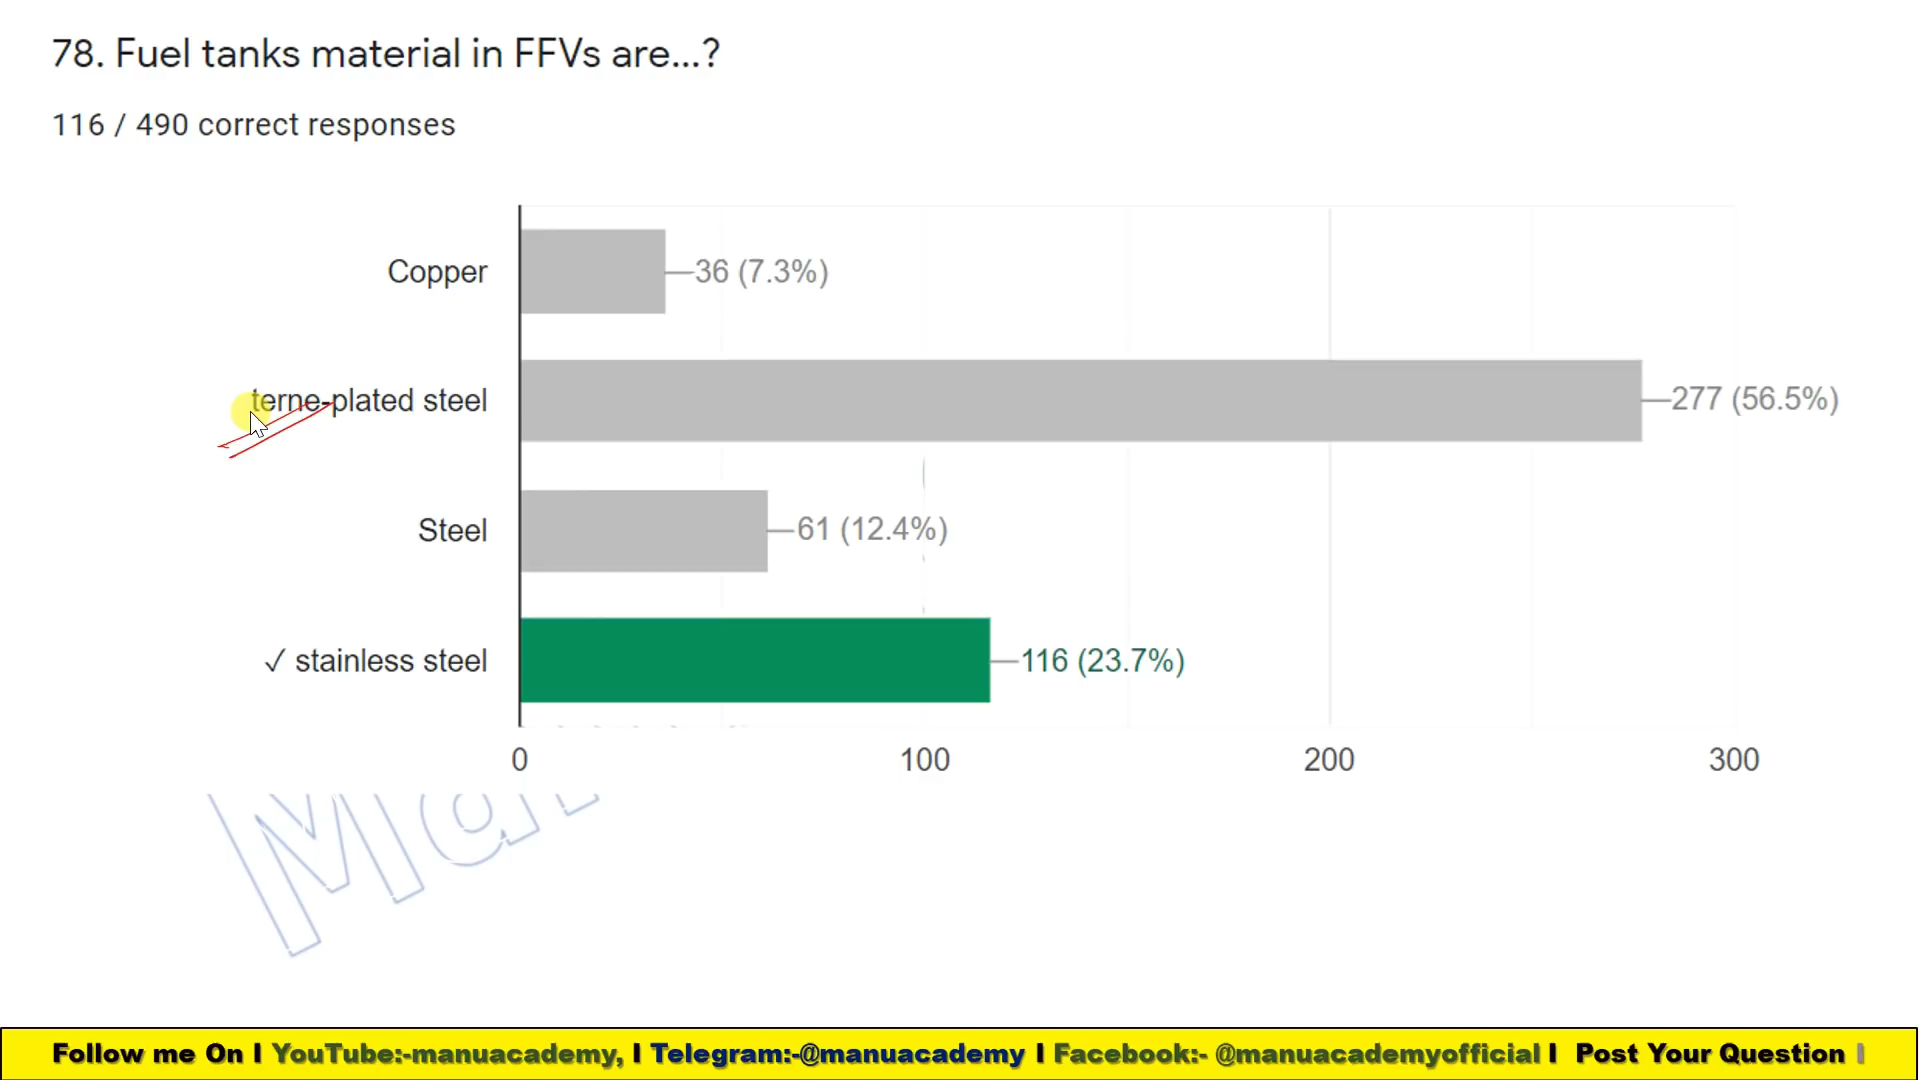 78. Fuel tanks material in FFVs are...?
116 / 490 correct responses
Copper
36 (7.3%)
terne-plated steel
277 (56.5%)
Steel
61 (12.4%)
✓ stainless steel
116 (23.7%)
0 100 200 300
Follow me On I YouTube:-manuacademy, I Telegram:-@manuacademy I Facebook:- @manuacademyofficial I Post Your Question I